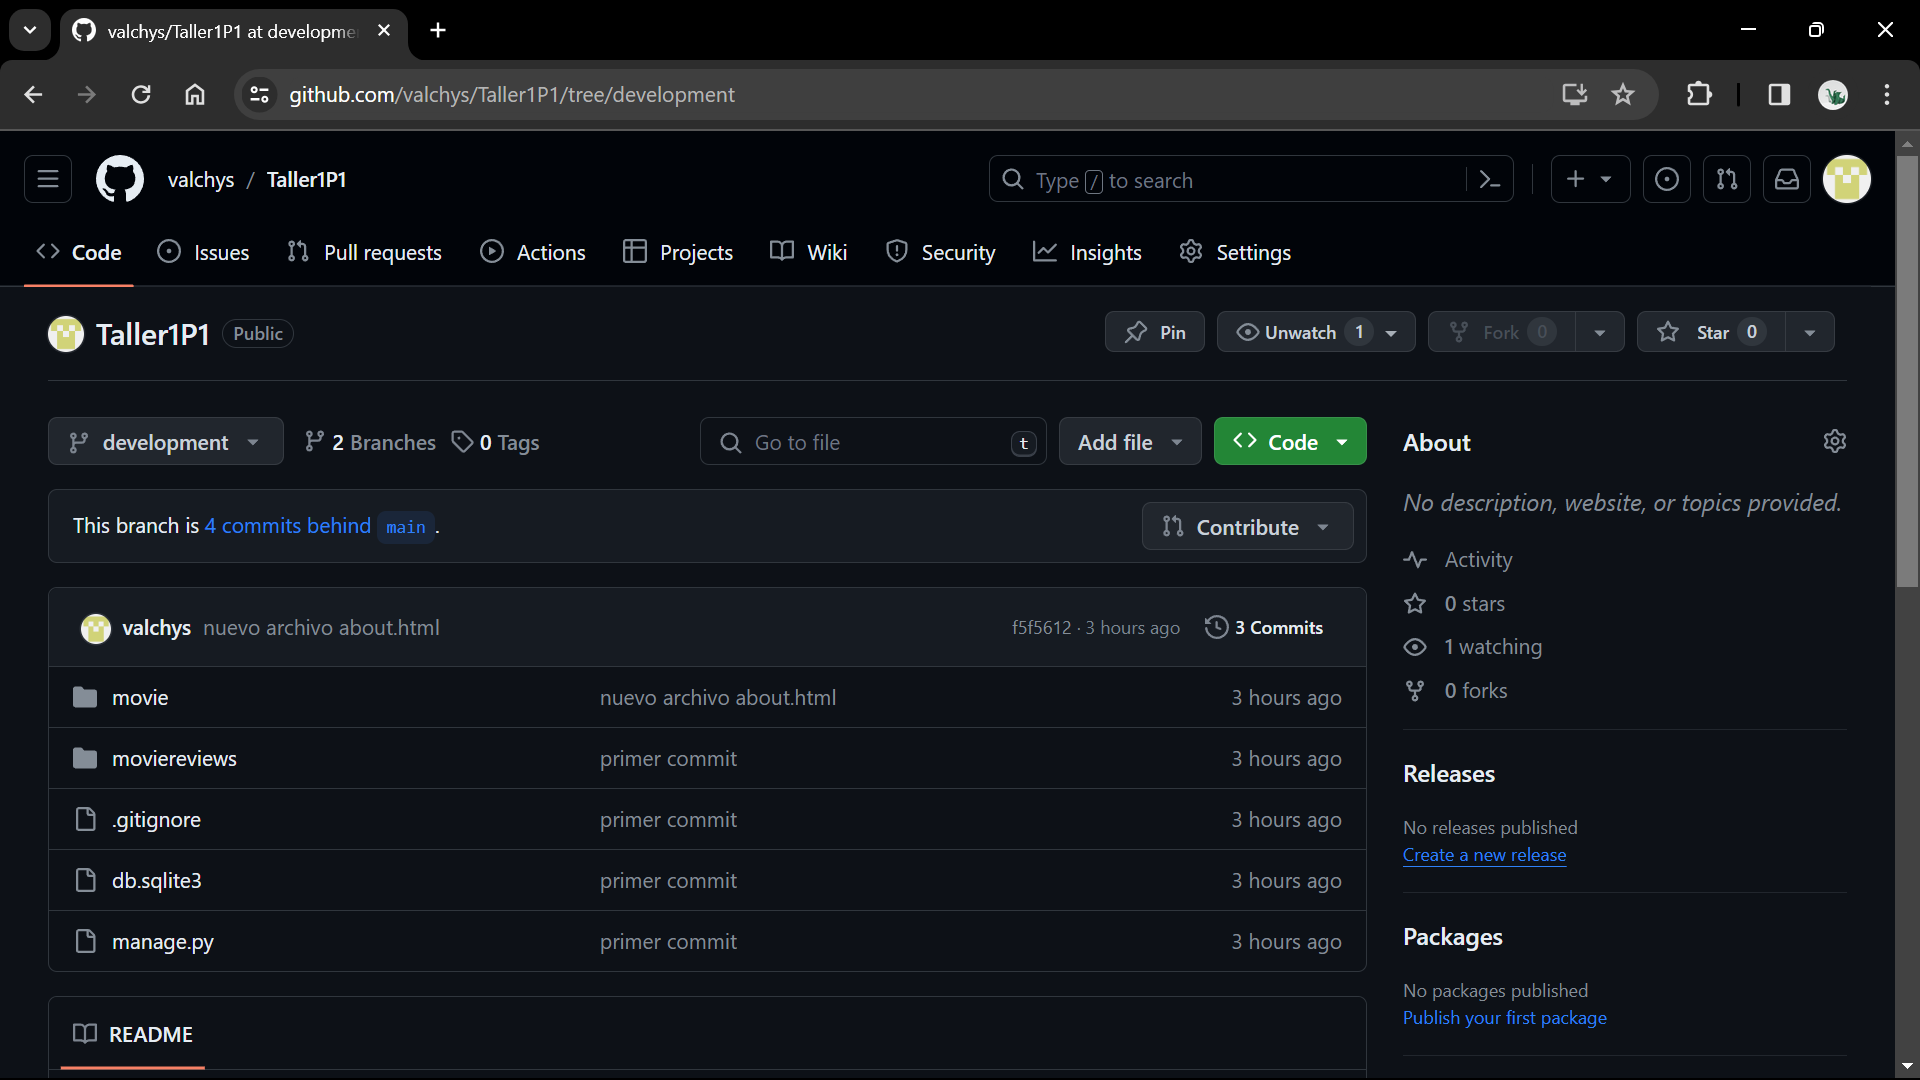 valchys/Taller1P1 at developme
github.com/valchys/Taller1P1/tree/development
valchys / Taller1P1
Type / to search
Code Issues Pull requests Actions Projects Wiki Security Insights Settings
Taller1P1 Public
Pin Unwatch 1 Fork 0 Star 0
development 2 Branches 0 Tags Go to file t Add file Code
About
No description, website, or topics provided.
This branch is 4 commits behind main .
Contribute
Activity
0 stars
1 watching
0 forks
valchys nuevo archivo about.html f5f5612 · 3 hours ago 3 Commits
movie nuevo archivo about.html 3 hours ago
moviereviews primer commit 3 hours ago
.gitignore primer commit 3 hours ago
db.sqlite3 primer commit 3 hours ago
manage.py primer commit 3 hours ago
Releases
No releases published
Create a new release
Packages
No packages published
Publish your first package
README